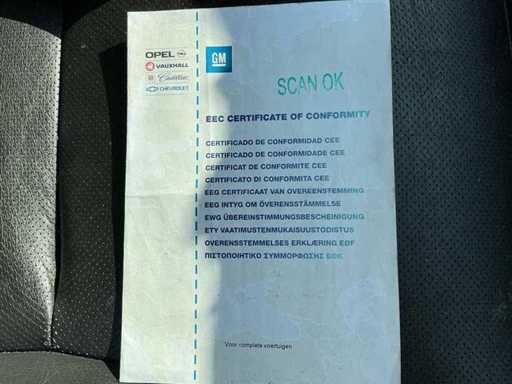 OPEL
VAUXHALL
Cadillac
CHEVROLET
GM
SCAN OK
EEC CERTIFICATE OF CONFORMITY
CERTIFICADO DE CONFORMIDAD CEE
CERTIFICADO DE CONFORMIDADE CEE
CERTIFICAT DE CONFORMITE CEE
CERTIFICATO DI CONFORMITA CEE
EEG CERTIFICAAT VAN OVEREENSTEMMING
EEG INTYG OM ÖVERENSSTÄMMELSE
EWG ÜBEREINSTIMMUNGSBESCHEINIGUNG
ETY VAATIMUSTENMUKAISUUSTODISTUS
OVERENSSTEMMELSES ERKLÆRING EØF
ΠΙΣΤΟΠΟΙΗΤΙΚΟ ΣΥΜΜΟΡΦΩΣΗΣ ΕΟΚ
Voor complete voertuigen